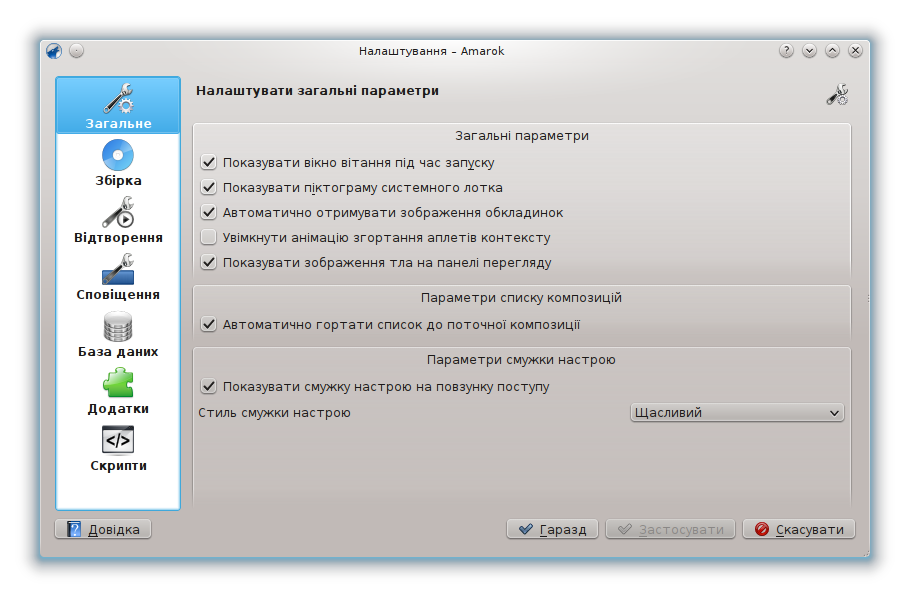 Налаштування – Amarok
Загальне
Збірка
Відтворення
Сповіщення
База даних
Додатки
Скрипти
Налаштувати загальні параметри
Загальні параметри
Показувати вікно вітання під час запуску
Показувати піктограму системного лотка
Автоматично отримувати зображення обкладинок
Увімкнути анімацію згортання аплетів контексту
Показувати зображення тла на панелі перегляду
Параметри списку композицій
Автоматично гортати список до поточної композиції
Параметри смужки настрою
Показувати смужку настрою на повзунку поступу
Стиль смужки настрою
Щасливий
Довідка
Гаразд
Застосувати
Скасувати